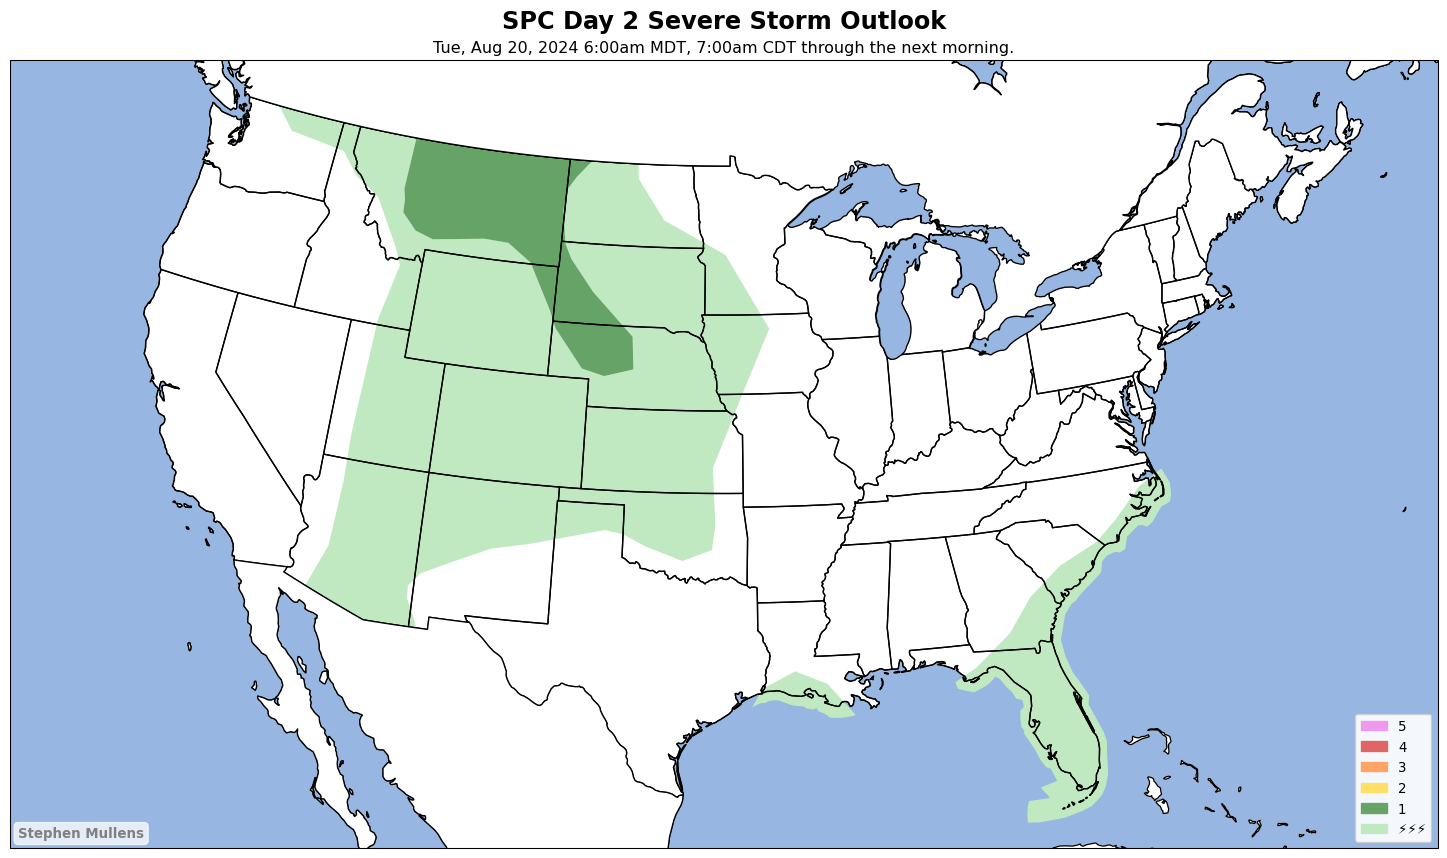 SPC Day 2 Severe Storm Outlook
Tue, Aug 20, 2024 6:00am MDT, 7:00am CDT through the next morning.
5
4
3
2
1
⚡⚡⚡
Stephen Mullens